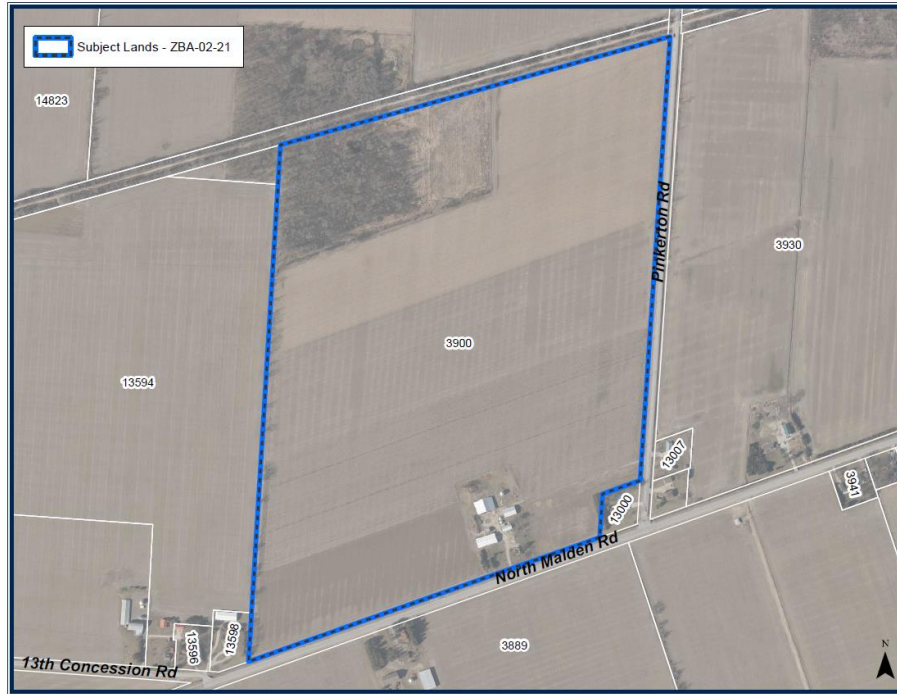 Subject Lands - ZBA-02-21
14823
Pinkerton Rd
3930
3900
13594
13007
3941
13000
North Malden Rd
13598
13596
3889
13th Concession Rd
N